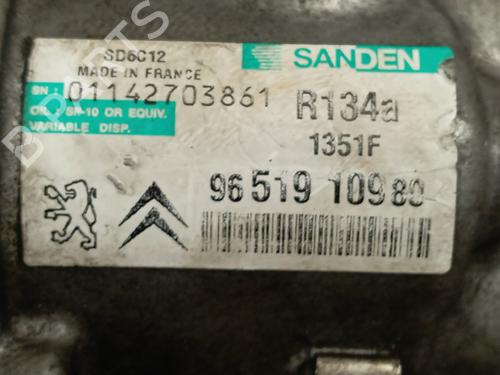 SD6C12
MADE IN FRANCE
SANDEN
SN : 01142703861
R134a
OIL : SP-10 OR EQUIV.
VARIABLE DISP.
1351F
96 519 109 80